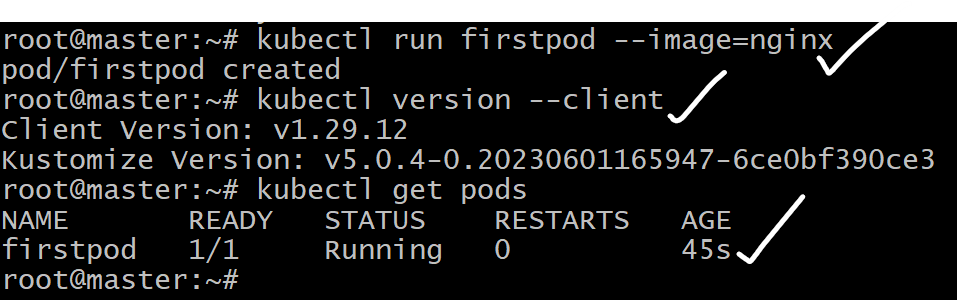 root@master:~# kubectl run firstpod --image=nginx
pod/firstpod created
root@master:~# kubectl version --client
Client Version: v1.29.12
Kustomize Version: v5.0.4-0.20230601165947-6ce0bf390ce3
root@master:~# kubectl get pods
NAME READY STATUS RESTARTS AGE
firstpod 1/1 Running 0 45s
root@master:~#